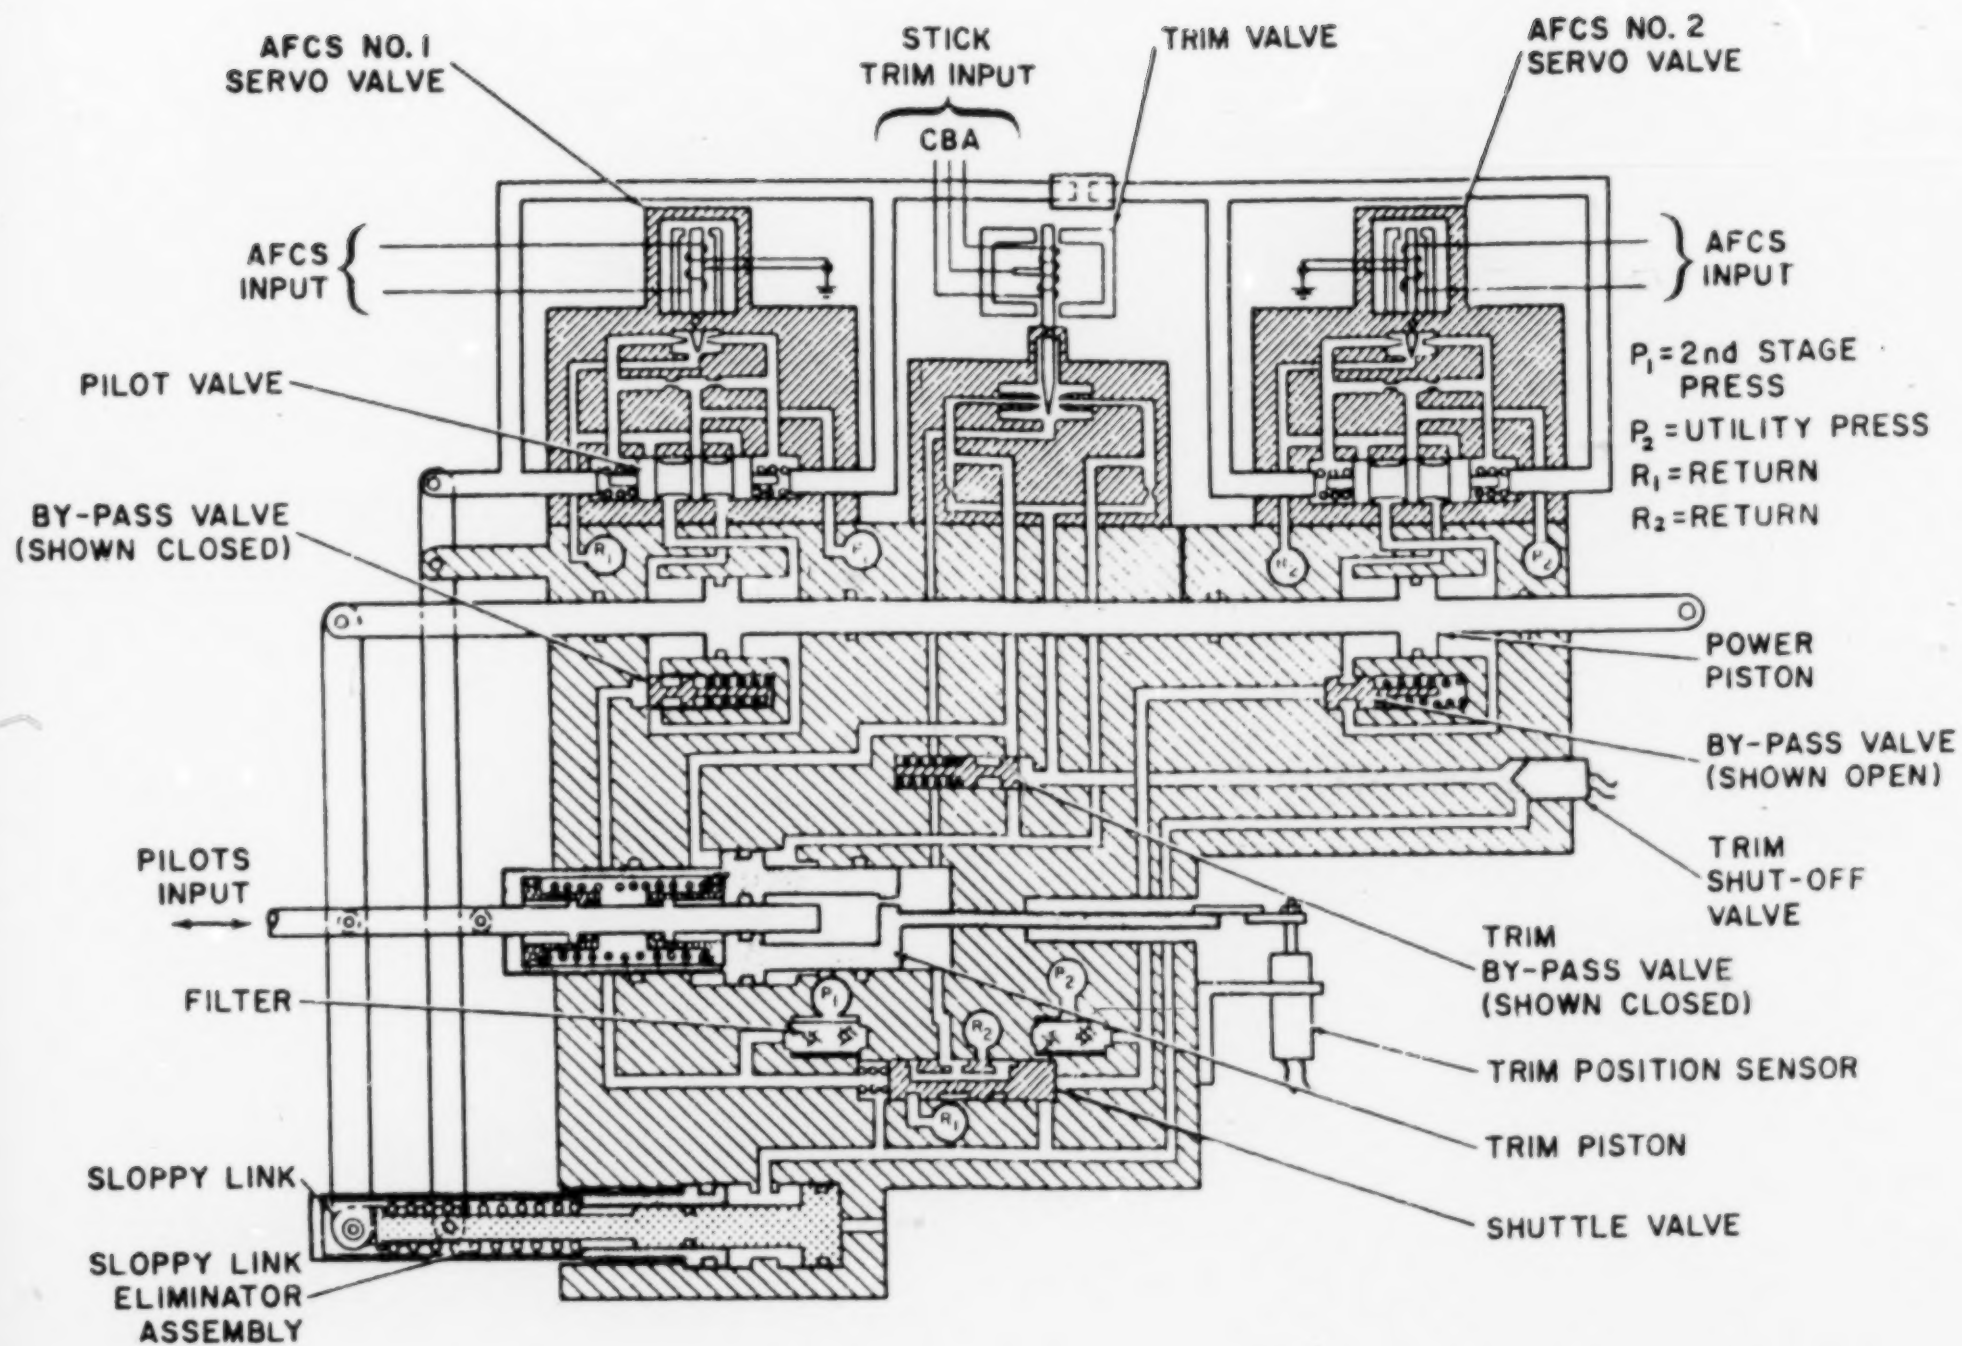 AFCS NO. 1
SERVO VALVE
STICK
TRIM INPUT
CBA
TRIM VALVE
AFCS NO. 2
SERVO VALVE
AFCS
INPUT
AFCS
INPUT
PILOT VALVE
P₁ = 2nd STAGE
PRESS
P₂ = UTILITY PRESS
R₁ = RETURN
R₂ = RETURN
BY-PASS VALVE
(SHOWN CLOSED)
R₁
P₂
POWER
PISTON
BY-PASS VALVE
(SHOWN OPEN)
TRIM
SHUT-OFF
VALVE
PILOTS
INPUT
TRIM
BY-PASS VALVE
(SHOWN CLOSED)
FILTER
P₁
P₂
R₂
R₁
TRIM POSITION SENSOR
TRIM PISTON
SHUTTLE VALVE
SLOPPY LINK
SLOPPY LINK
ELIMINATOR
ASSEMBLY